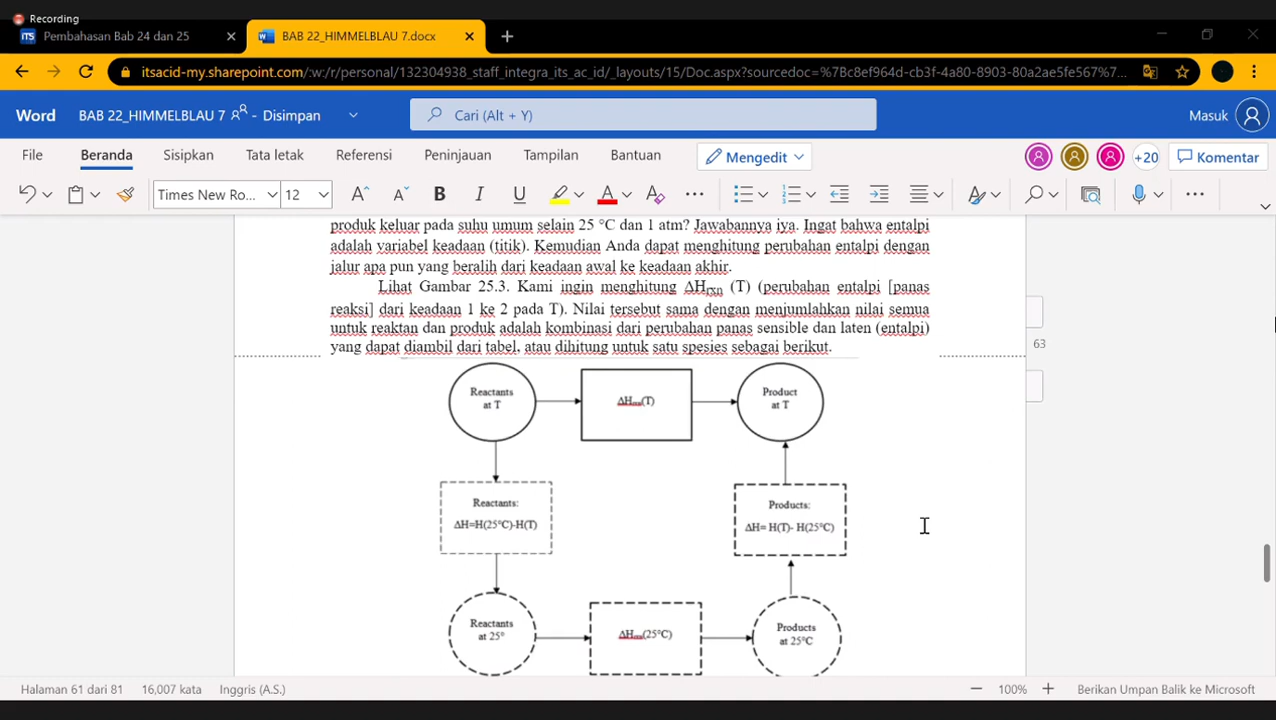 Recording
ITS Pembahasan Bab 24 dan 25
BAB 22_HIMMELBLAU 7.docx
itsacid-my.sharepoint.com/:w:/r/personal/132304938_staff_integra_its_ac_id/_layouts/15/Doc.aspx?sourcedoc=%7Bc8ef964d-cb3f-4a80-8903-80a2ae5fe567%7...
Word BAB 22_HIMMELBLAU 7 - Disimpan
Cari (Alt + Y)
Masuk
File Beranda Sisipkan Tata letak Referensi Peninjauan Tampilan Bantuan Mengedit +20 Komentar
Times New Ro... 12
produk keluar pada suhu umum selain 25 °C dan 1 atm? Jawabannya iya. Ingat bahwa entalpi
adalah variabel keadaan (titik). Kemudian Anda dapat menghitung perubahan entalpi dengan
jalur apa pun yang beralih dari keadaan awal ke keadaan akhir.
Lihat Gambar 25.3. Kami ingin menghitung ΔHrxn (T) (perubahan entalpi [panas
reaksi] dari keadaan 1 ke 2 pada T). Nilai tersebut sama dengan menjumlahkan nilai semua
untuk reaktan dan produk adalah kombinasi dari perubahan panas sensible dan laten (entalpi)
yang dapat diambil dari tabel, atau dihitung untuk satu spesies sebagai berikut.
63
Reactants
at T
ΔHrxn(T)
Product
at T
Reactants:
ΔH=H(25°C)-H(T)
Products:
ΔH= H(T)- H(25°C)
Reactants
at 25°
ΔHrxn(25°C)
Products
at 25°C
Halaman 61 dari 81 16,007 kata Inggris (A.S.) 100% Berikan Umpan Balik ke Microsoft